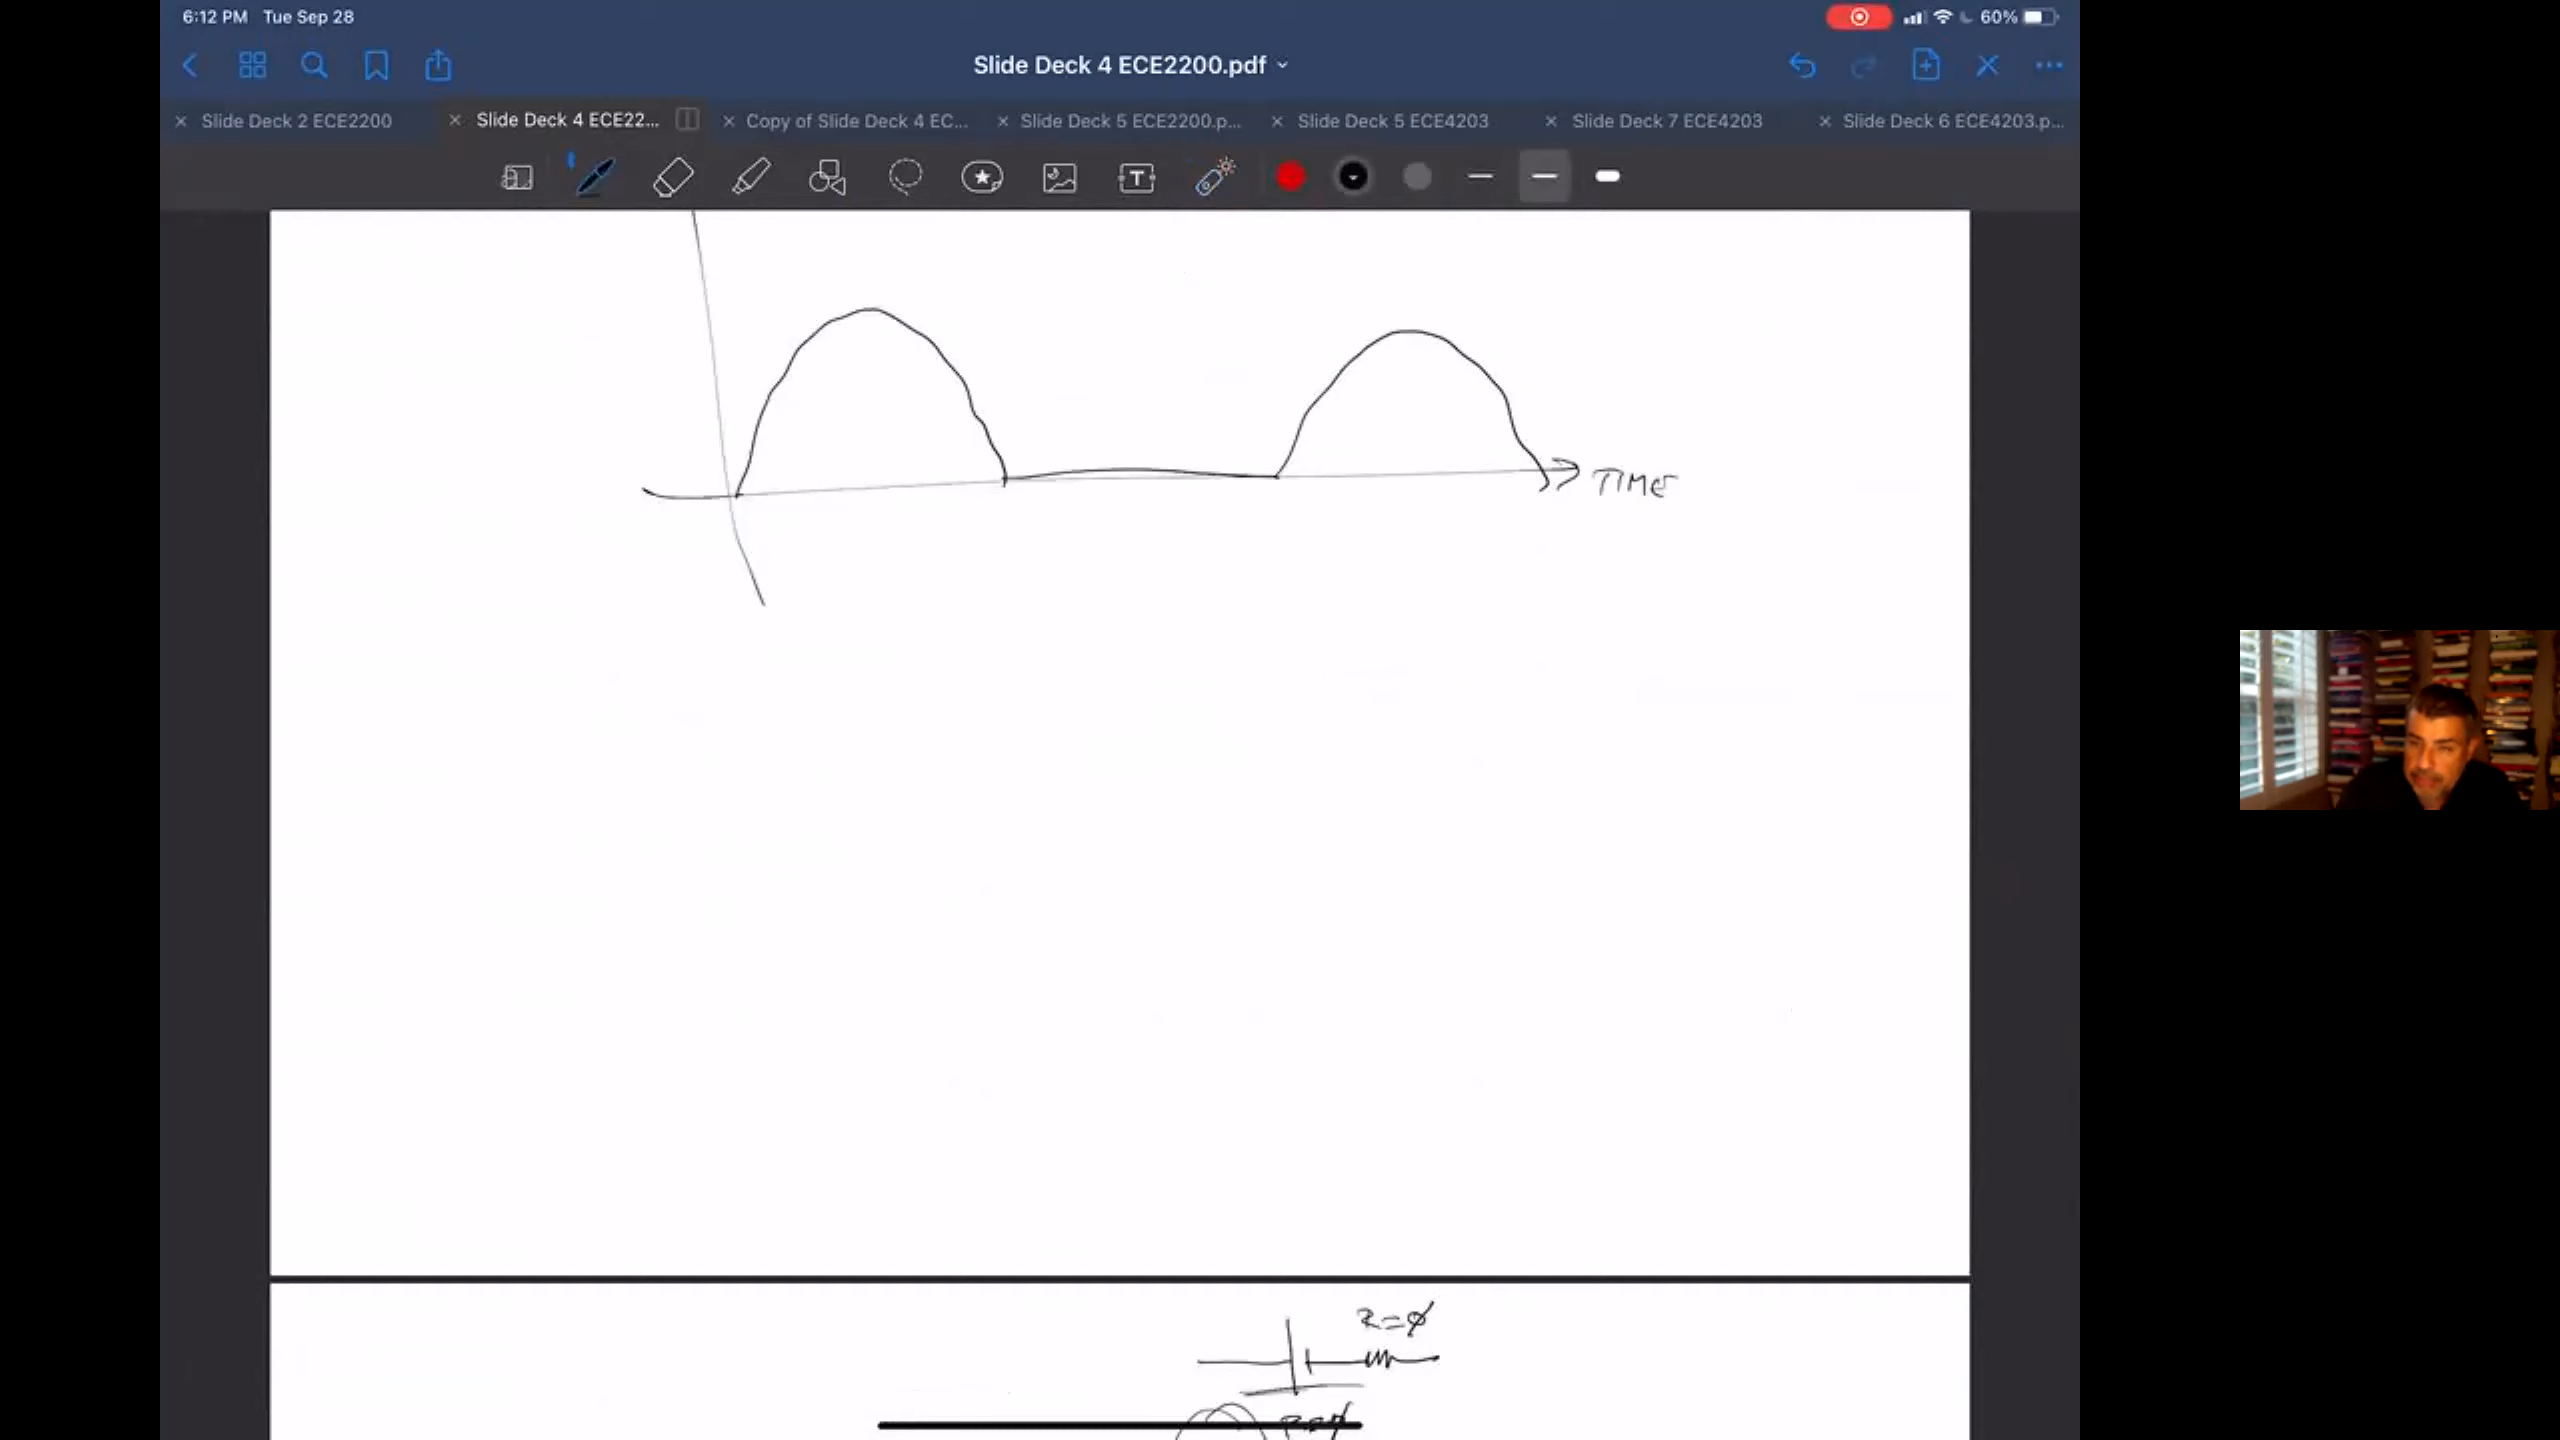 6:12 PM Tue Sep 28
60%
Slide Deck 4 ECE2200.pdf
Slide Deck 2 ECE2200
Slide Deck 4 ECE22...
Copy of Slide Deck 4 EC...
Slide Deck 5 ECE2200.p...
Slide Deck 5 ECE4203
Slide Deck 7 ECE4203
Slide Deck 6 ECE4203.p...
T
TIME
R=ϕ